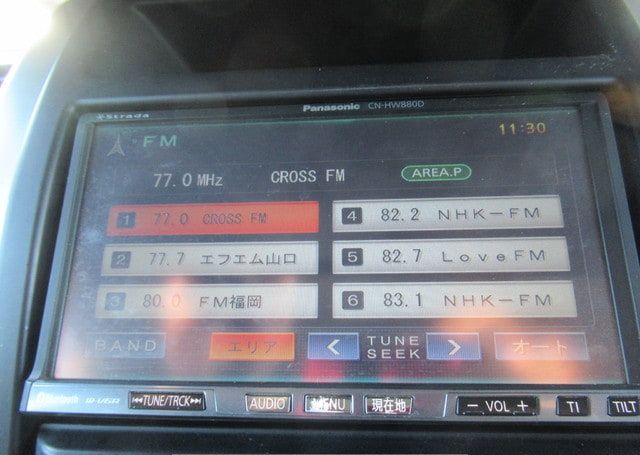 Strada Panasonic CN-HW880D
FM 11:30
77.0 MHz CROSS FM AREA.P
1 77.0 CROSS FM 4 82.2 NHK-FM
2 77.7 エフエム山口 5 82.7 LoveFM
3 80.0 FM福岡 6 83.1 NHK-FM
BAND エリア < TUNE SEEK > オート
Bluetooth TUNE/TRCK AUDIO MENU 現在地 - VOL + TI TILT